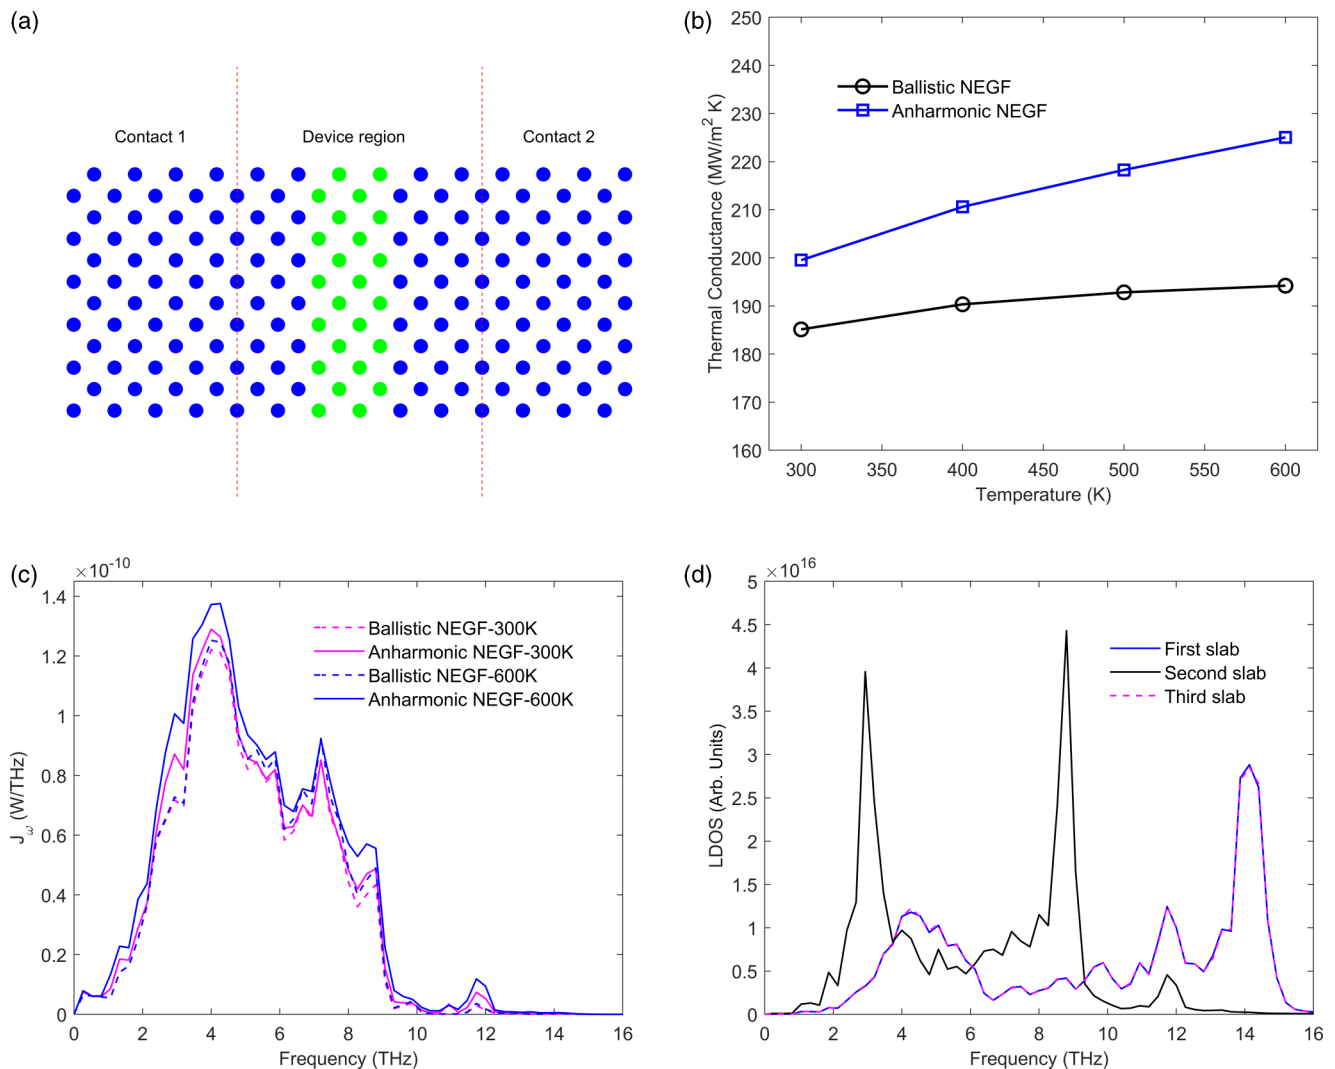 (a)
Contact 1
Device region
Contact 2
(b)
250
240
230
220
210
200
190
180
170
160
Thermal Conductance (MW/m² K)
Ballistic NEGF
Anharmonic NEGF
300
350
400
450
500
550
600
Temperature (K)
(c)
×10⁻¹⁰
1.4
1.2
1
0.8
0.6
0.4
0.2
0
J_ω (W/THz)
Ballistic NEGF-300K
Anharmonic NEGF-300K
Ballistic NEGF-600K
Anharmonic NEGF-600K
0
2
4
6
8
10
12
14
16
Frequency (THz)
(d)
×10¹⁶
5
4.5
4
3.5
3
2.5
2
1.5
1
0.5
0
LDOS (Arb. Units)
First slab
Second slab
Third slab
0
2
4
6
8
10
12
14
16
Frequency (THz)